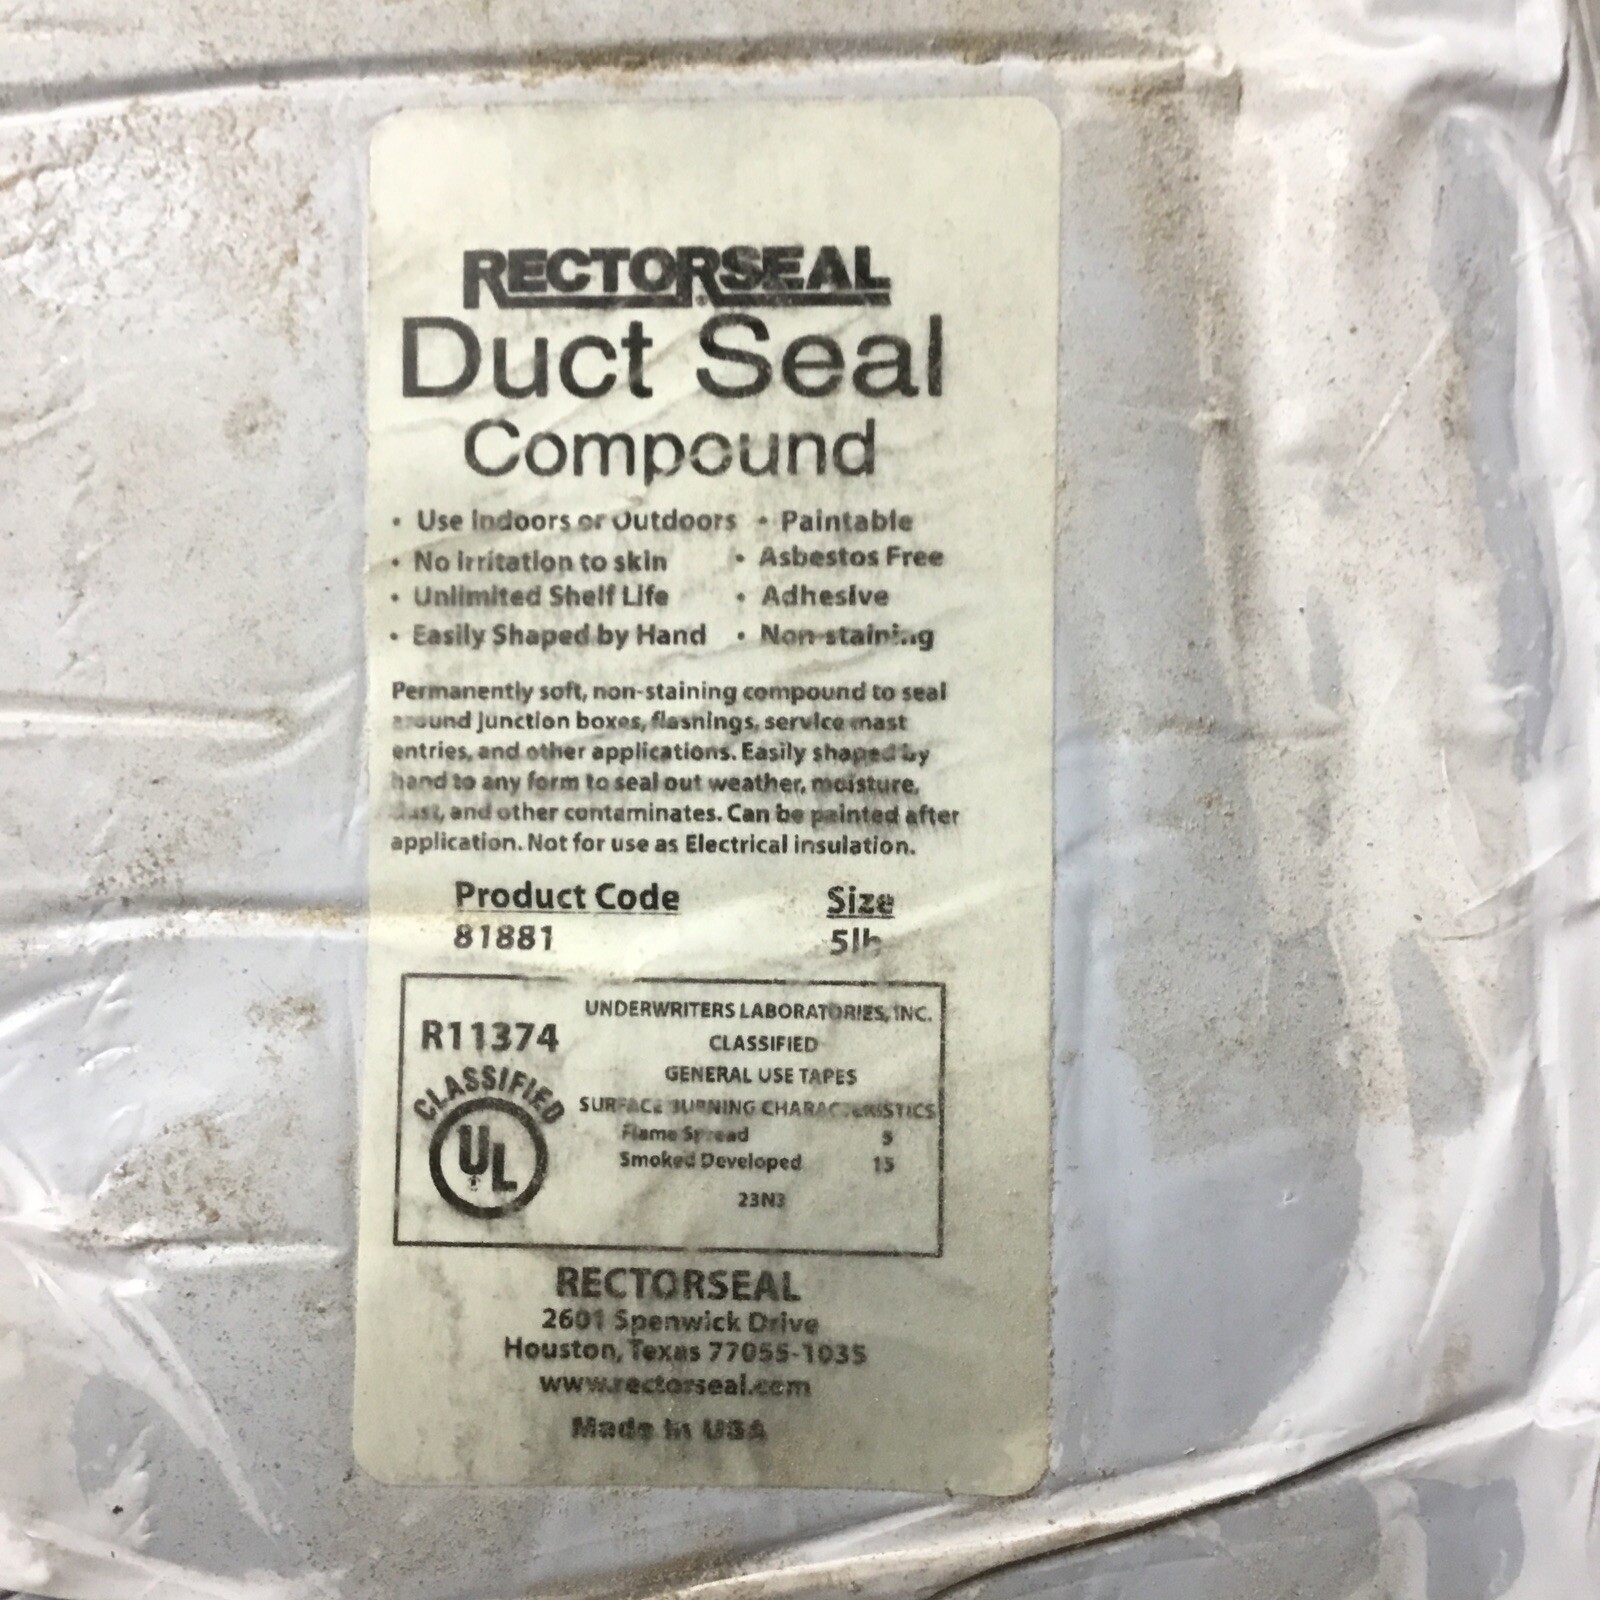 RECTORSEAL®
Duct Seal
Compound
• Use Indoors or Outdoors • Paintable
• No irritation to skin • Asbestos Free
• Unlimited Shelf Life • Adhesive
• Easily Shaped by Hand • Non-staining
Permanently soft, non-staining compound to seal
around junction boxes, flashings, service mast
entries, and other applications. Easily shaped by
hand to any form to seal out weather, moisture,
dust, and other contaminates. Can be painted after
application. Not for use as Electrical insulation.
Product Code Size
81881 5lb
UNDERWRITERS LABORATORIES, INC.
R11374
CLASSIFIED
GENERAL USE TAPES
CLASSIFIED
UL
SURFACE BURNING CHARACTERISTICS
Flame Spread 5
Smoked Developed 15
23N3
RECTORSEAL
2601 Spenwick Drive
Houston, Texas 77055-1035
www.rectorseal.com
Made in USA